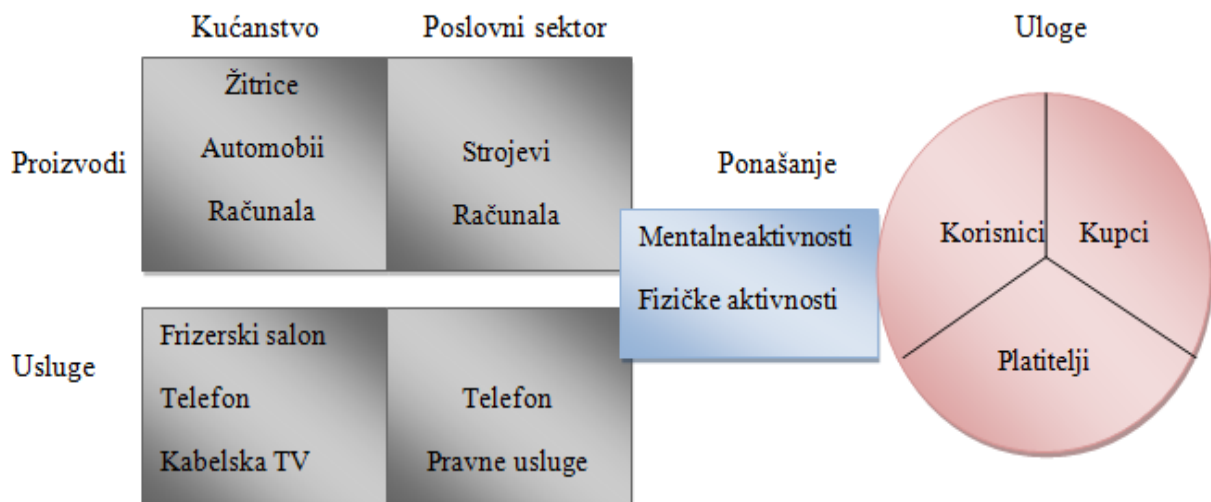 Kućanstvo
Poslovni sektor
Uloge
Proizvodi
Žitrice
Automobii
Računala
Strojevi
Računala
Ponašanje
Mentalneaktivnosti
Fizičke aktivnosti
Korisnici
Kupci
Platitelji
Usluge
Frizerski salon
Telefon
Kabelska TV
Telefon
Pravne usluge